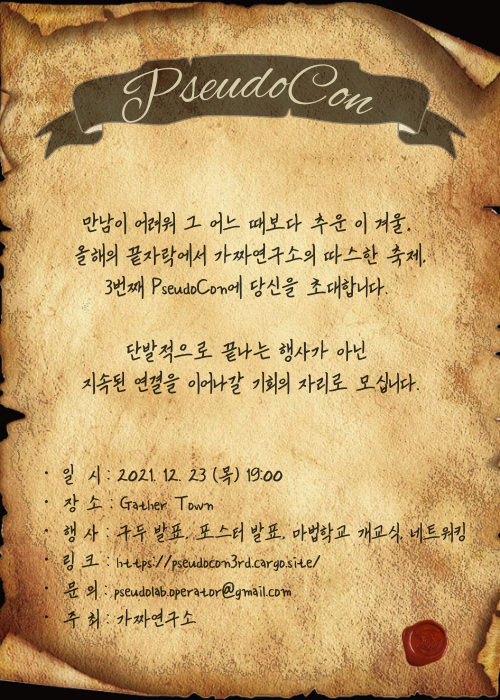 PseudoCon
만남이 어려워 그 어느 때보다 추운 이 겨울,
올해의 끝자락에서 가짜연구소의 따스한 축제,
3번째 PseudoCon에 당신을 초대합니다.
단발적으로 끝나는 행사가 아닌
지속된 연결을 이어나갈 기회의 자리로 모십니다.
· 일 시 : 2021. 12. 23 (목) 19:00
· 장 소 : Gather Town
· 행 사 : 구두 발표, 포스터 발표, 마법학교 개교식, 네트워킹
· 링 크 : https://pseudocon3rd.cargo.site/
· 문 의 : pseudolab.operator@gmail.com
· 주 최 : 가짜연구소